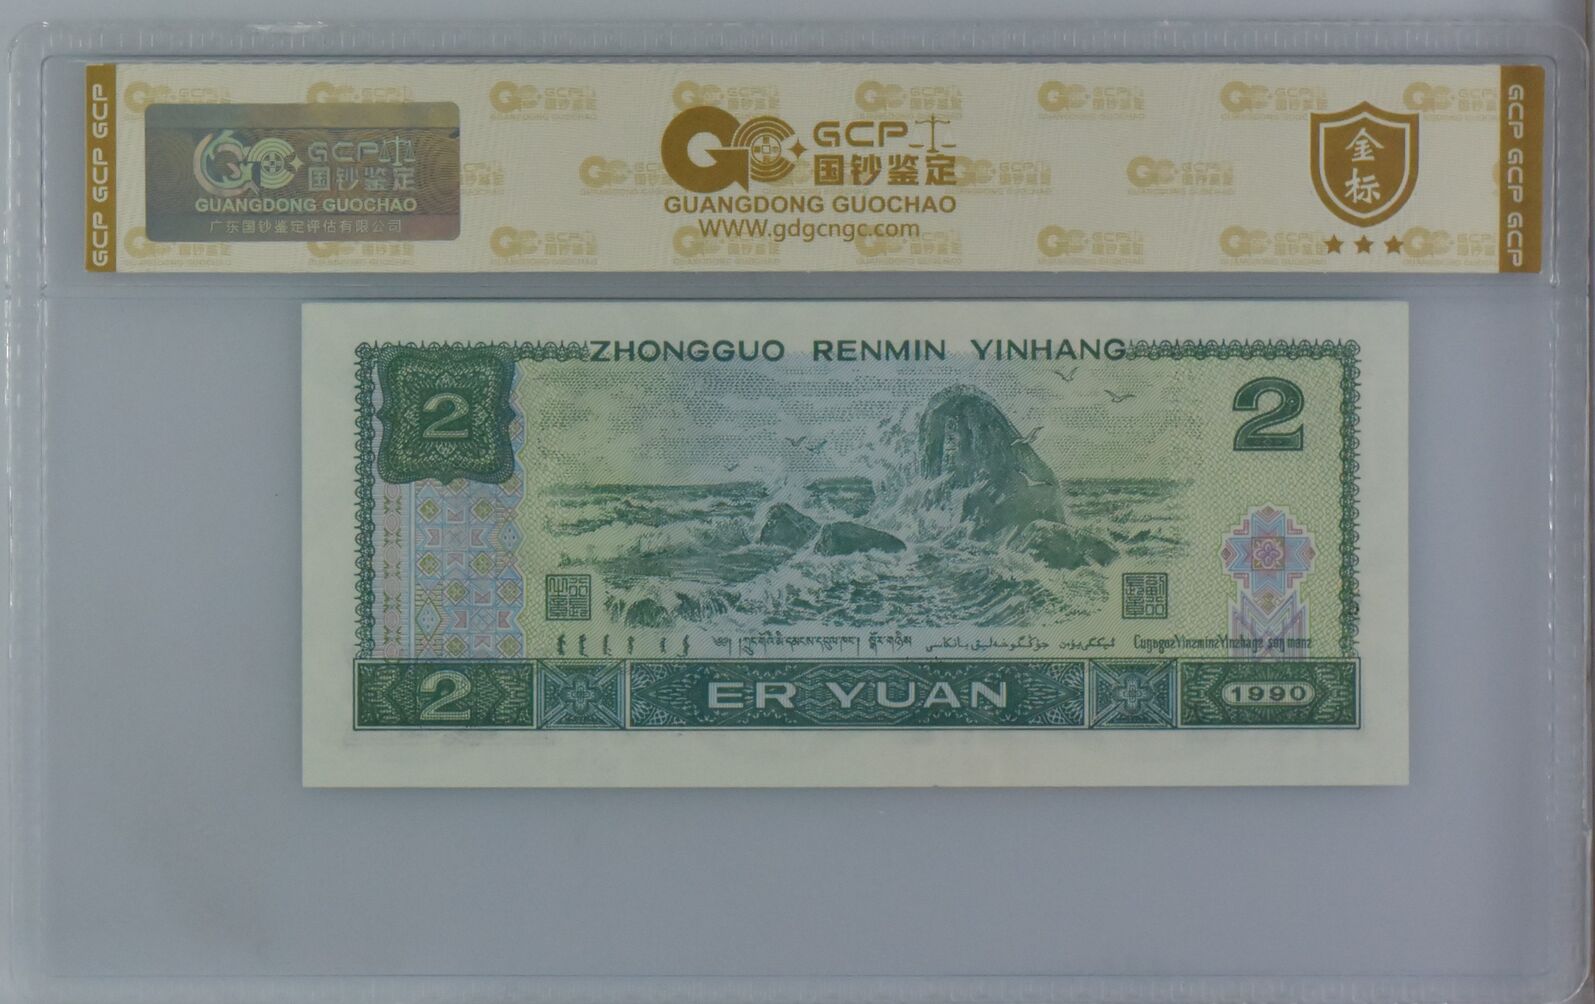 GCP GCP GCP
GCP
国钞鉴定
GUANGDONG GUOCHAO
广东国钞鉴定评估有限公司
GCP
国钞鉴定
GUANGDONG GUOCHAO
WWW.gdgcngc.com
金
标
GCP GCP GCP
ZHONGGUO RENMIN YINHANG
2
2
2
ER YUAN
1990